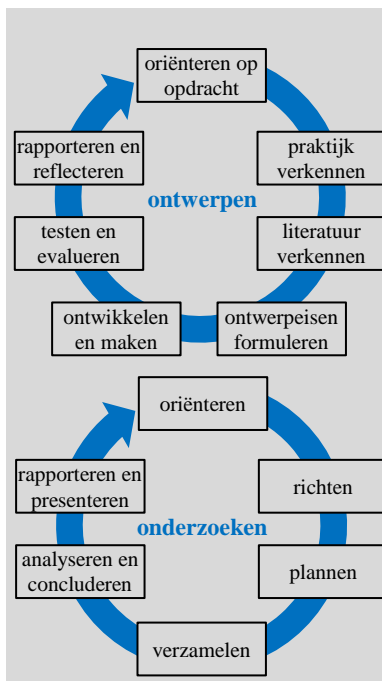 oriënteren op
opdracht
rapporteren en
reflecteren
praktijk
verkennen
ontwerpen
testen en
evalueren
literatuur
verkennen
ontwikkelen
en maken
ontwerpeisen
formuleren
oriënteren
rapporteren en
presenteren
richten
onderzoeken
analyseren en
concluderen
plannen
verzamelen